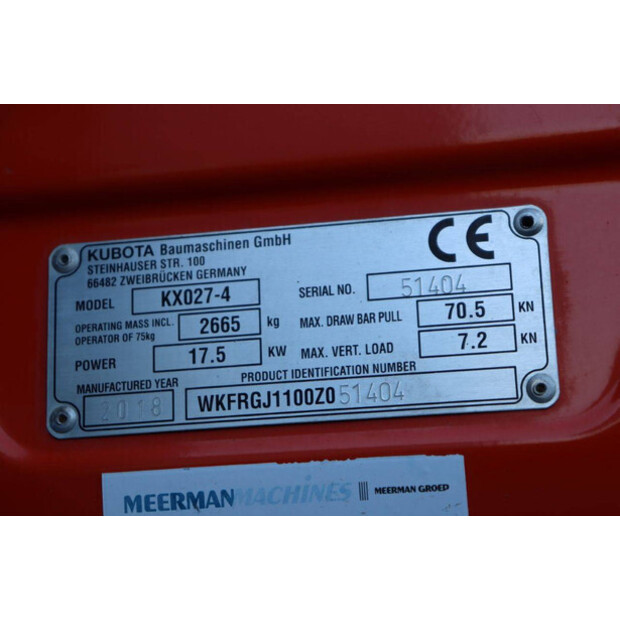 KUBOTA Baumaschinen GmbH
STEINHAUSER STR. 100
66482 ZWEIBRÜCKEN GERMANY
CE
MODEL KX027-4
SERIAL NO. 51404
OPERATING MASS INCL. OPERATOR OF 75kg 2665 kg
MAX. DRAW BAR PULL 70.5 KN
POWER 17.5 KW
MAX. VERT. LOAD 7.2 KN
MANUFACTURED YEAR 2018
PRODUCT IDENTIFICATION NUMBER
WKFRGJ1100Z051404
MEERMAN MACHINES MEERMAN GROEP